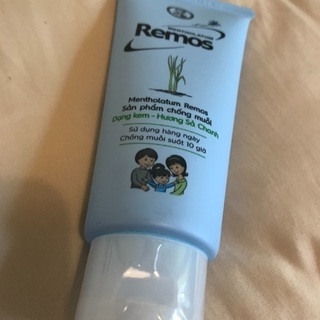 MENTHOLATUM
Remos
Mentholatum Remos
Sản phẩm chống muỗi
Dạng kem - Hương Sả Chanh
Sử dụng hàng ngày
Chống muỗi suốt 10 giờ